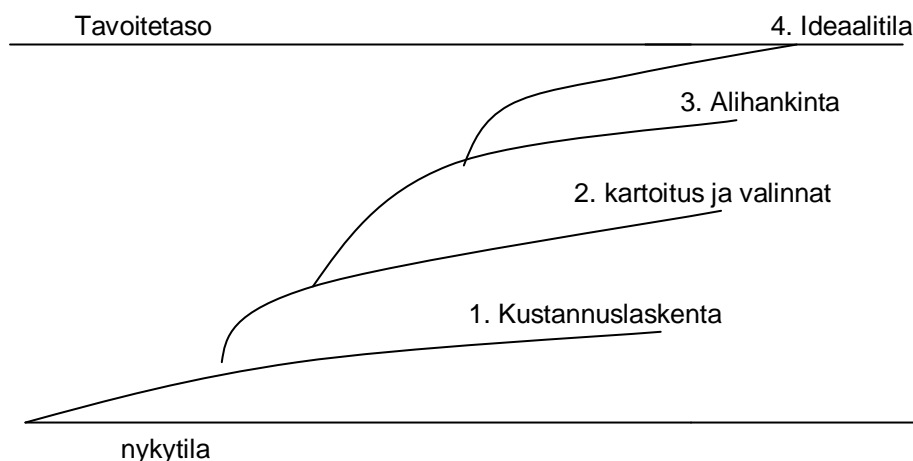 Tavoitetaso
4. Ideaalitila
3. Alihankinta
2. kartoitus ja valinnat
1. Kustannuslaskenta
nykytila